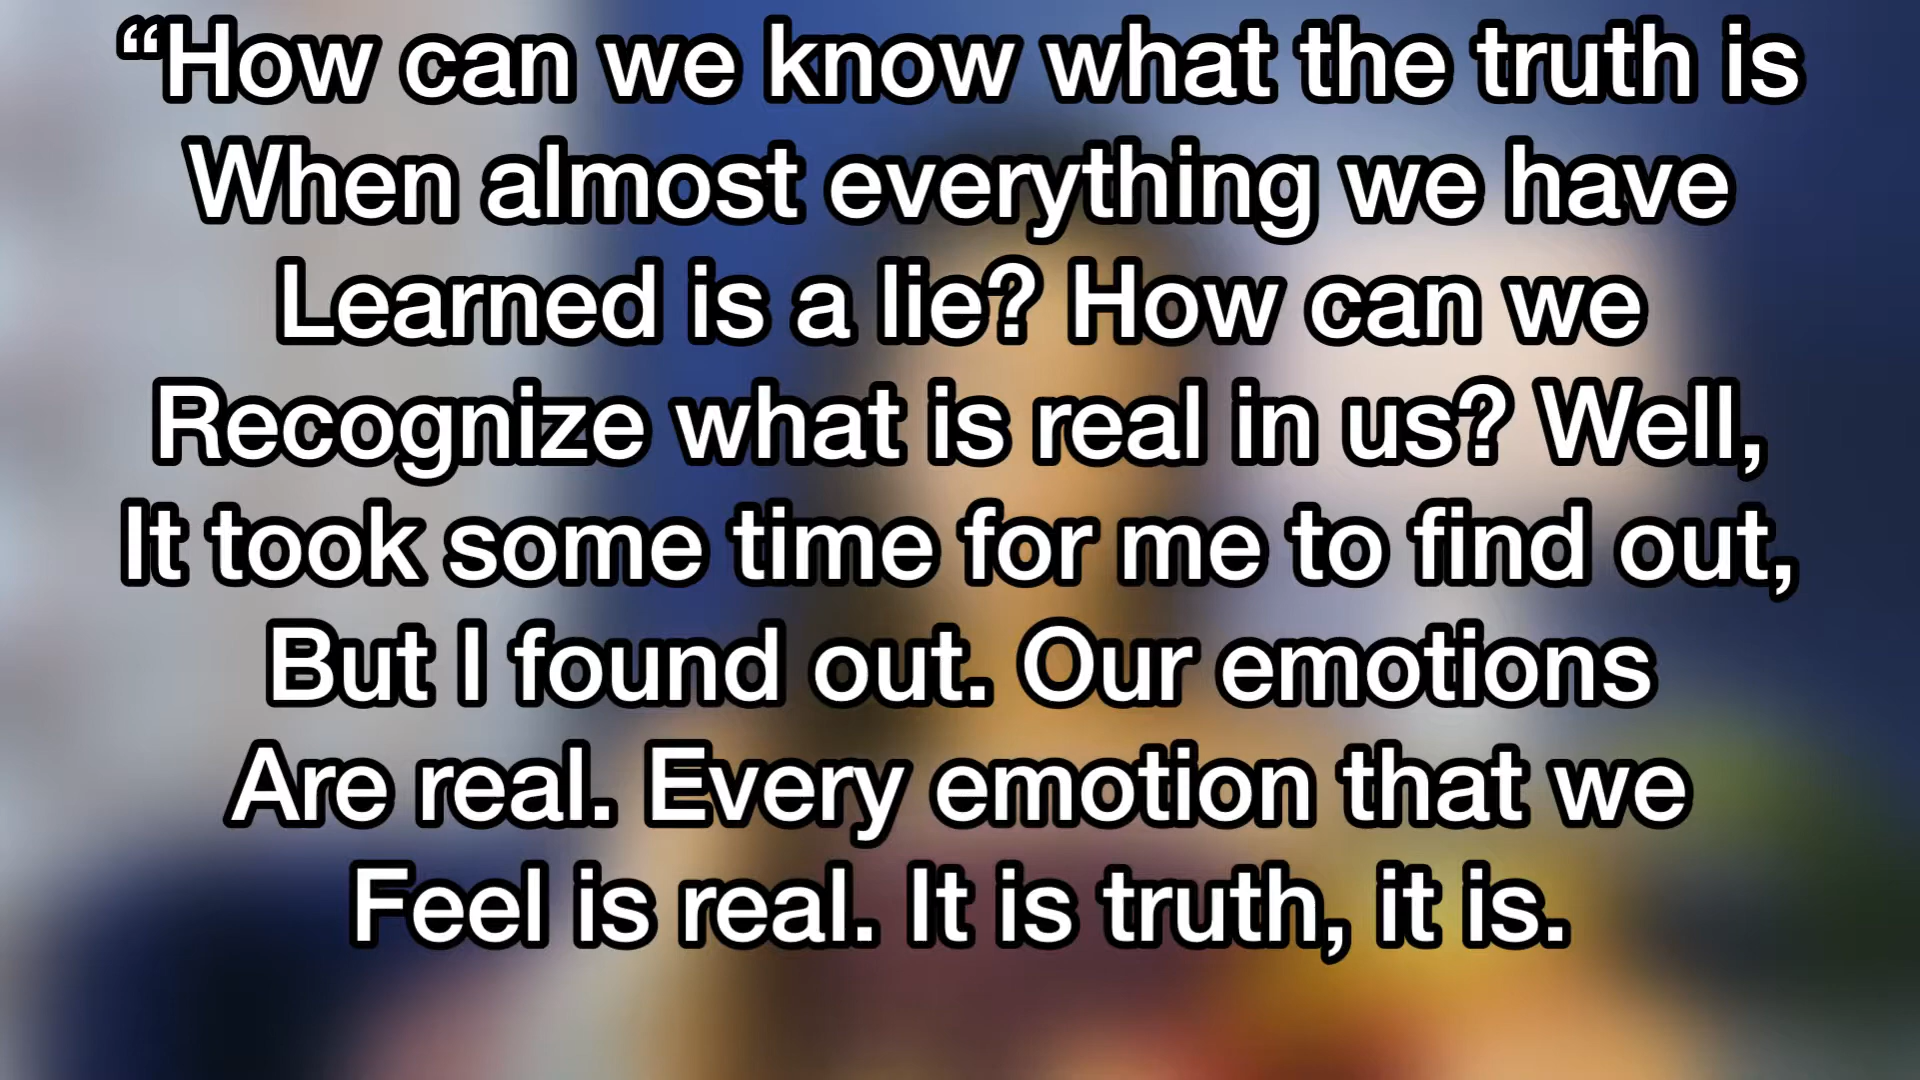 “How can we know what the truth is
When almost everything we have
Learned is a lie? How can we
Recognize what is real in us? Well,
It took some time for me to find out,
But I found out. Our emotions
Are real. Every emotion that we
Feel is real. It is truth, it is.